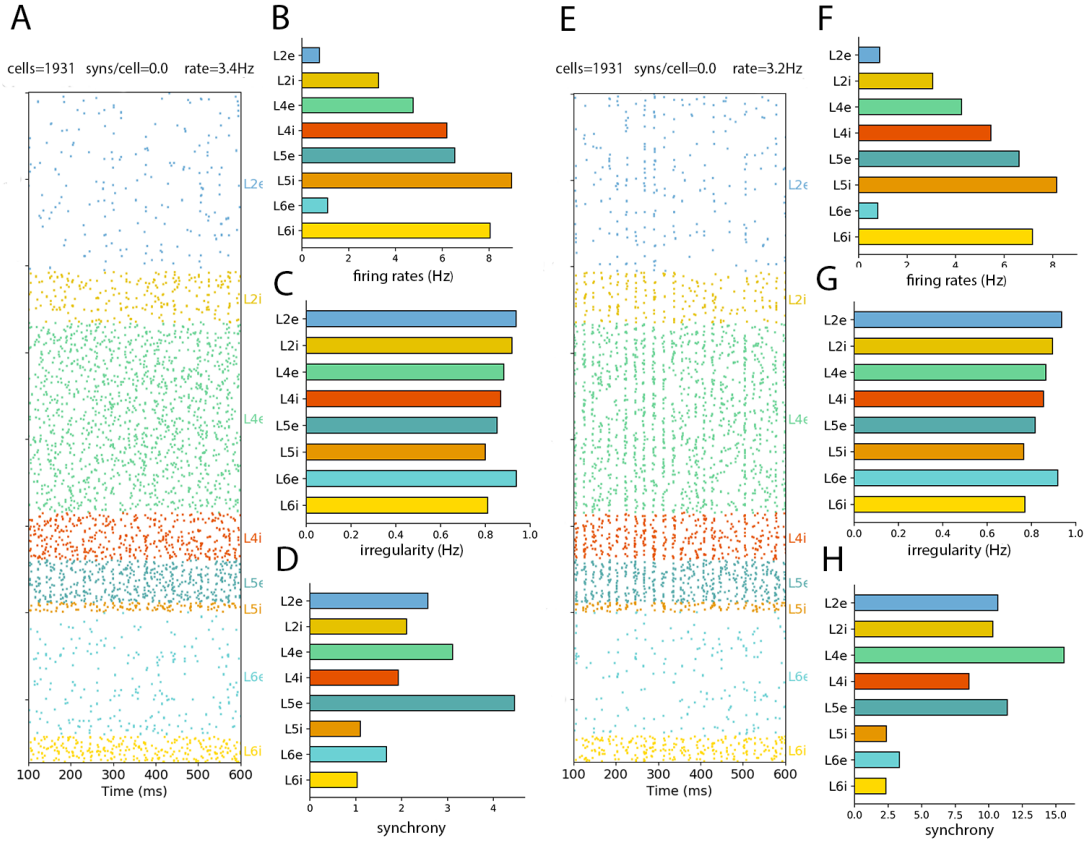 A
cells=1931 syns/cell=0.0 rate=3.4Hz
L2e
L2i
L4e
L4i
L5e
L5i
L6e
L6i
100 200 300 400 500 600
Time (ms)
B
L2e
L2i
L4e
L4i
L5e
L5i
L6e
L6i
0 2 4 6 8
firing rates (Hz)
C
L2e
L2i
L4e
L4i
L5e
L5i
L6e
L6i
0.0 0.2 0.4 0.6 0.8 1.0
irregularity (Hz)
D
L2e
L2i
L4e
L4i
L5e
L5i
L6e
L6i
0 1 2 3 4
synchrony
E
cells=1931 syns/cell=0.0 rate=3.2Hz
L2e
L2i
L4e
L4i
L5e
L5i
L6e
L6i
100 200 300 400 500 600
Time (ms)
F
L2e
L2i
L4e
L4i
L5e
L5i
L6e
L6i
0 2 4 6 8
firing rates (Hz)
G
L2e
L2i
L4e
L4i
L5e
L5i
L6e
L6i
0.0 0.2 0.4 0.6 0.8 1.0
irregularity (Hz)
H
L2e
L2i
L4e
L4i
L5e
L5i
L6e
L6i
0.0 2.5 5.0 7.5 10.0 12.5 15.0
synchrony